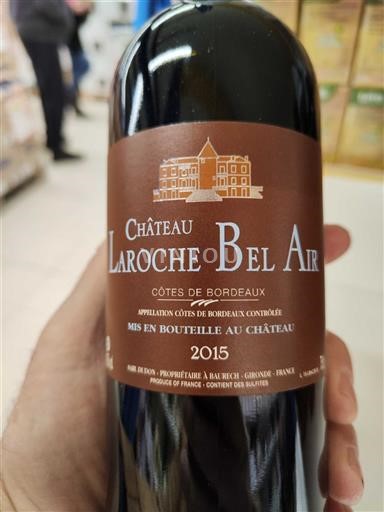 CHÂTEAU
LAROCHE BEL AIR
CÔTES DE BORDEAUX
APPELLATION CÔTES DE BORDEAUX CONTRÔLÉE
MIS EN BOUTEILLE AU CHÂTEAU
2015
PROPRIÉTAIRE À BAURECH - GIRONDE - FRANCE
PRODUCE OF FRANCE - CONTIENT DES SULFITES